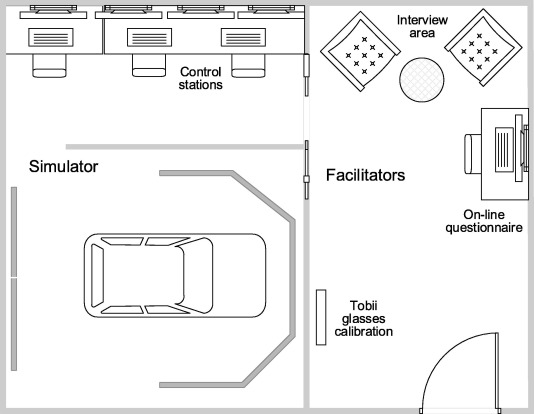 Interview
area
Control
stations
Simulator
Facilitators
On-line
questionnaire
Tobii
glasses
calibration